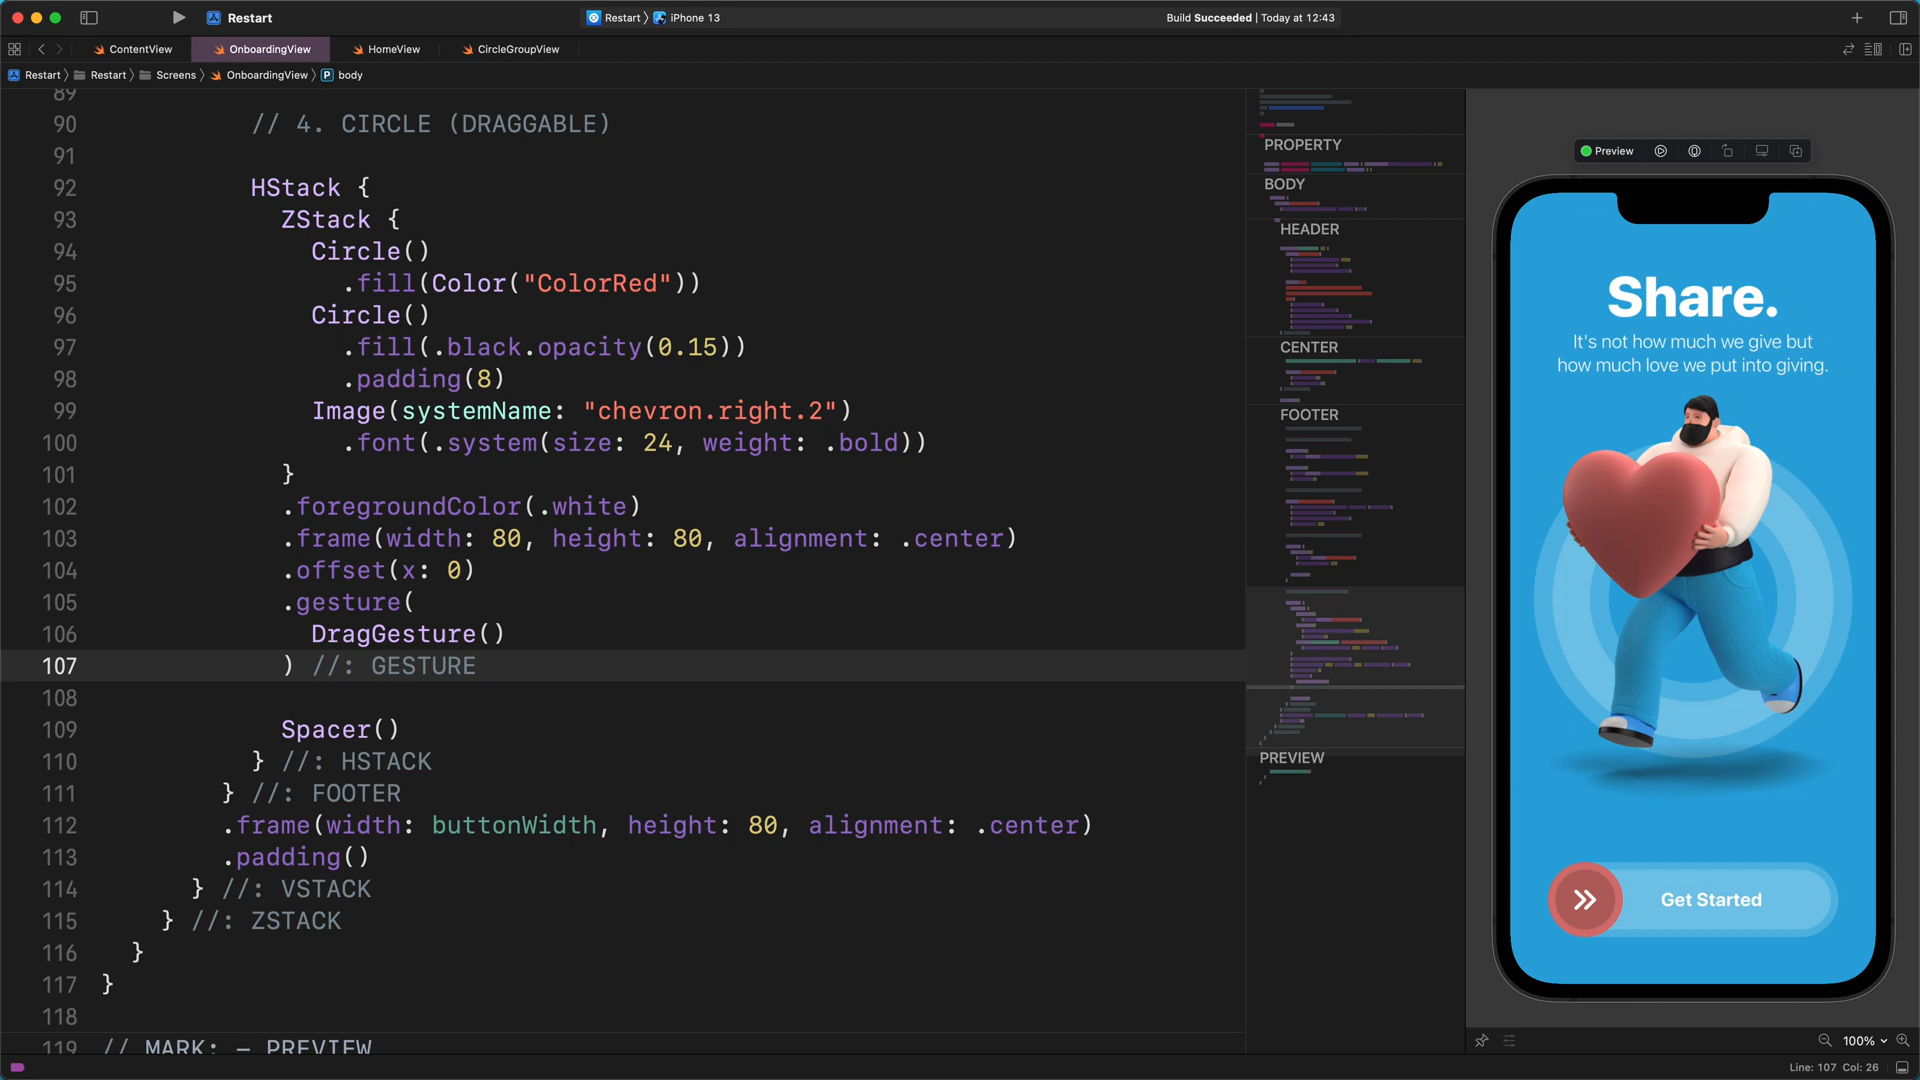 Restart
Restart
iPhone 13
Build Succeeded | Today at 12:43
ContentView
OnboardingView
HomeView
CircleGroupView
Restart
Restart
Screens
OnboardingView
P body
89
90 // 4. CIRCLE (DRAGGABLE)
91
92 HStack {
93 ZStack {
94 Circle()
95 .fill(Color("ColorRed"))
96 Circle()
97 .fill(.black.opacity(0.15))
98 .padding(8)
99 Image(systemName: "chevron.right.2")
100 .font(.system(size: 24, weight: .bold))
101 }
102 .foregroundColor(.white)
103 .frame(width: 80, height: 80, alignment: .center)
104 .offset(x: 0)
105 .gesture(
106 DragGesture()
107 ) //: GESTURE
108
109 Spacer()
110 } //: HSTACK
111 } //: FOOTER
112 .frame(width: buttonWidth, height: 80, alignment: .center)
113 .padding()
114 } //: VSTACK
115 } //: ZSTACK
116 }
117 }
118
119 // MARK: – PREVIEW
PROPERTY
BODY
HEADER
CENTER
FOOTER
PREVIEW
Preview
Share.
It's not how much we give but
how much love we put into giving.
Get Started
100%
Line: 107 Col: 26